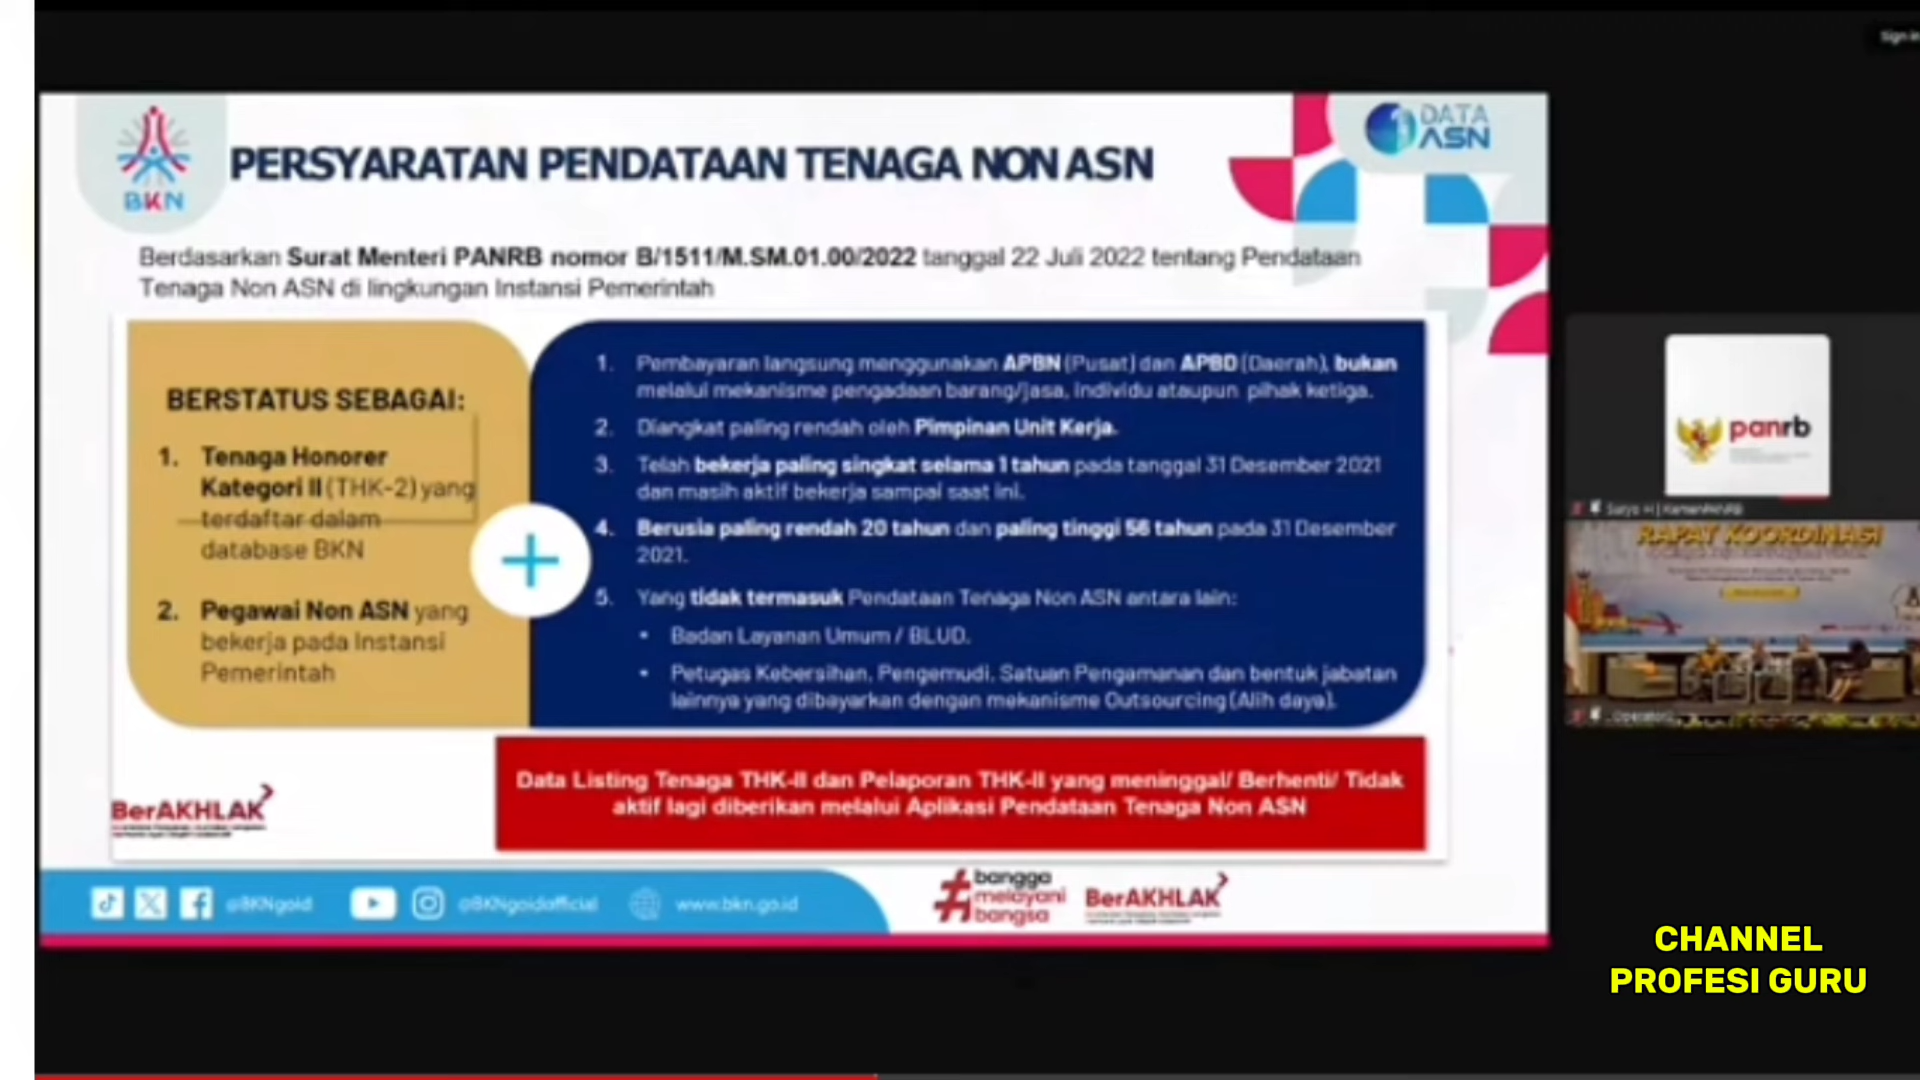 Sign in
BKN
PERSYARATAN PENDATAAN TENAGA NON ASN
DATA
ASN
Berdasarkan Surat Menteri PANRB nomor B/1511/M.SM.01.00/2022 tanggal 22 Juli 2022 tentang Pendataan
Tenaga Non ASN di lingkungan Instansi Pemerintah
BERSTATUS SEBAGAI:
1. Tenaga Honorer
Kategori II (THK-2) yang
terdaftar dalam
database BKN
2. Pegawai Non ASN yang
bekerja pada Instansi
Pemerintah
+
1. Pembayaran langsung menggunakan APBN (Pusat) dan APBD (Daerah), bukan
melalui mekanisme pengadaan barang/jasa, individu ataupun pihak ketiga.
2. Diangkat paling rendah oleh Pimpinan Unit Kerja.
3. Telah bekerja paling singkat selama 1 tahun pada tanggal 31 Desember 2021
dan masih aktif bekerja sampai saat ini.
4. Berusia paling rendah 20 tahun dan paling tinggi 56 tahun pada 31 Desember
2021.
5. Yang tidak termasuk Pendataan Tenaga Non ASN antara lain:
• Badan Layanan Umum / BLUD.
• Petugas Kebersihan, Pengemudi, Satuan Pengamanan dan bentuk jabatan
lainnya yang dibayarkan dengan mekanisme Outsourcing (Alih daya).
Data Listing Tenaga THK-II dan Pelaporan THK-II yang meninggal/ Berhenti/ Tidak
aktif lagi diberikan melalui Aplikasi Pendataan Tenaga Non ASN
BerAKHLAK
@BKNgoid
@BKNgoidofficial
www.bkn.go.id
#bangga
melayani
bangsa
BerAKHLAK
panrb
RAPAT KOORDINASI
CHANNEL
PROFESI GURU